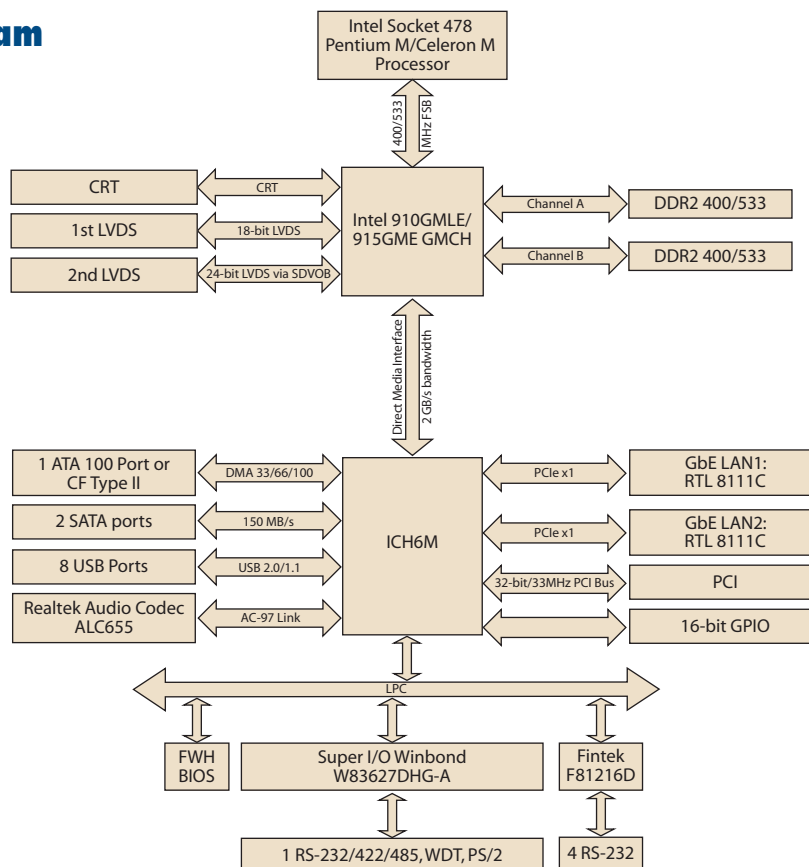 am
Intel Socket 478
Pentium M/Celeron M
Processor
400/533
MHz FSB
CRT
CRT
1st LVDS
18-bit LVDS
2nd LVDS
24-bit LVDS via SDVOB
Intel 910GMLE/
915GME GMCH
Channel A
DDR2 400/533
Channel B
DDR2 400/533
Direct Media Interface
2 GB/s bandwidth
1 ATA 100 Port or
CF Type II
DMA 33/66/100
2 SATA ports
150 MB/s
8 USB Ports
USB 2.0/1.1
Realtek Audio Codec
ALC655
AC-97 Link
ICH6M
PCIe x1
GbE LAN1:
RTL 8111C
PCIe x1
GbE LAN2:
RTL 8111C
32-bit/33MHz PCI Bus
PCI
16-bit GPIO
LPC
FWH
BIOS
Super I/O Winbond
W83627DHG-A
Fintek
F81216D
1 RS-232/422/485, WDT, PS/2
4 RS-232